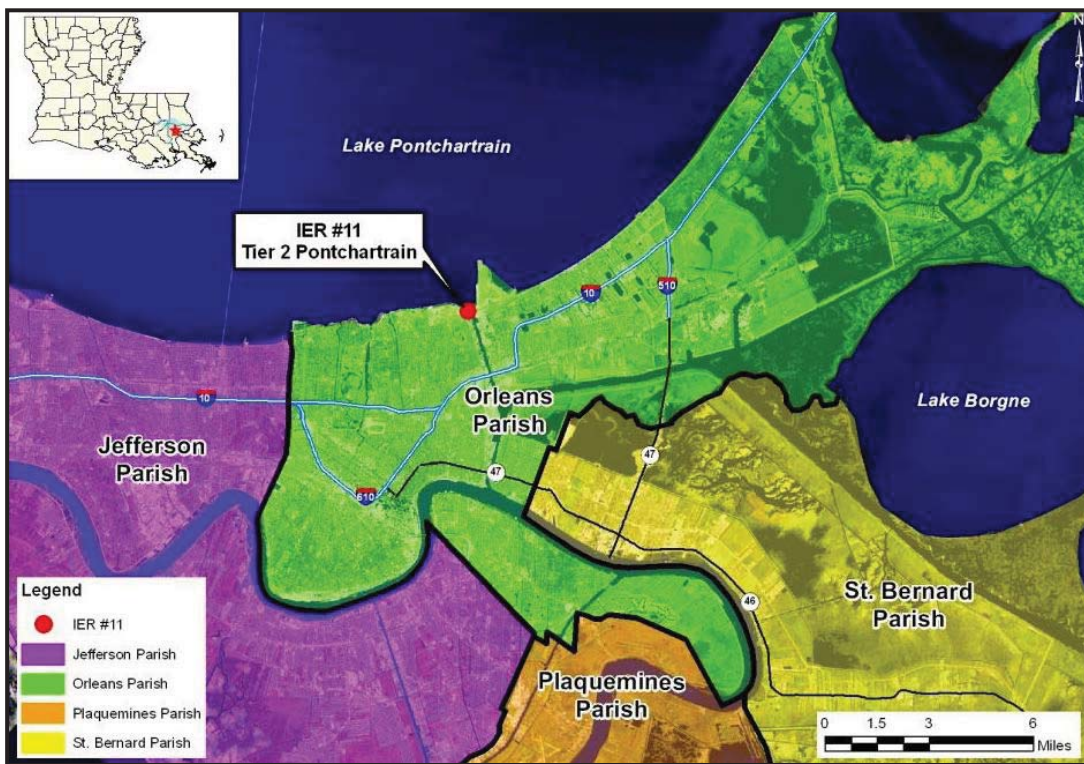 N
Lake Pontchartrain
IER #11
Tier 2 Pontchartrain
10
510
10
Lake Borgne
Orleans
Parish
Jefferson
Parish
47
47
610
St. Bernard
Parish
46
Plaquemines
Parish
Legend
IER #11
Jefferson Parish
Orleans Parish
Plaquemines Parish
St. Bernard Parish
0 1.5 3 6
Miles